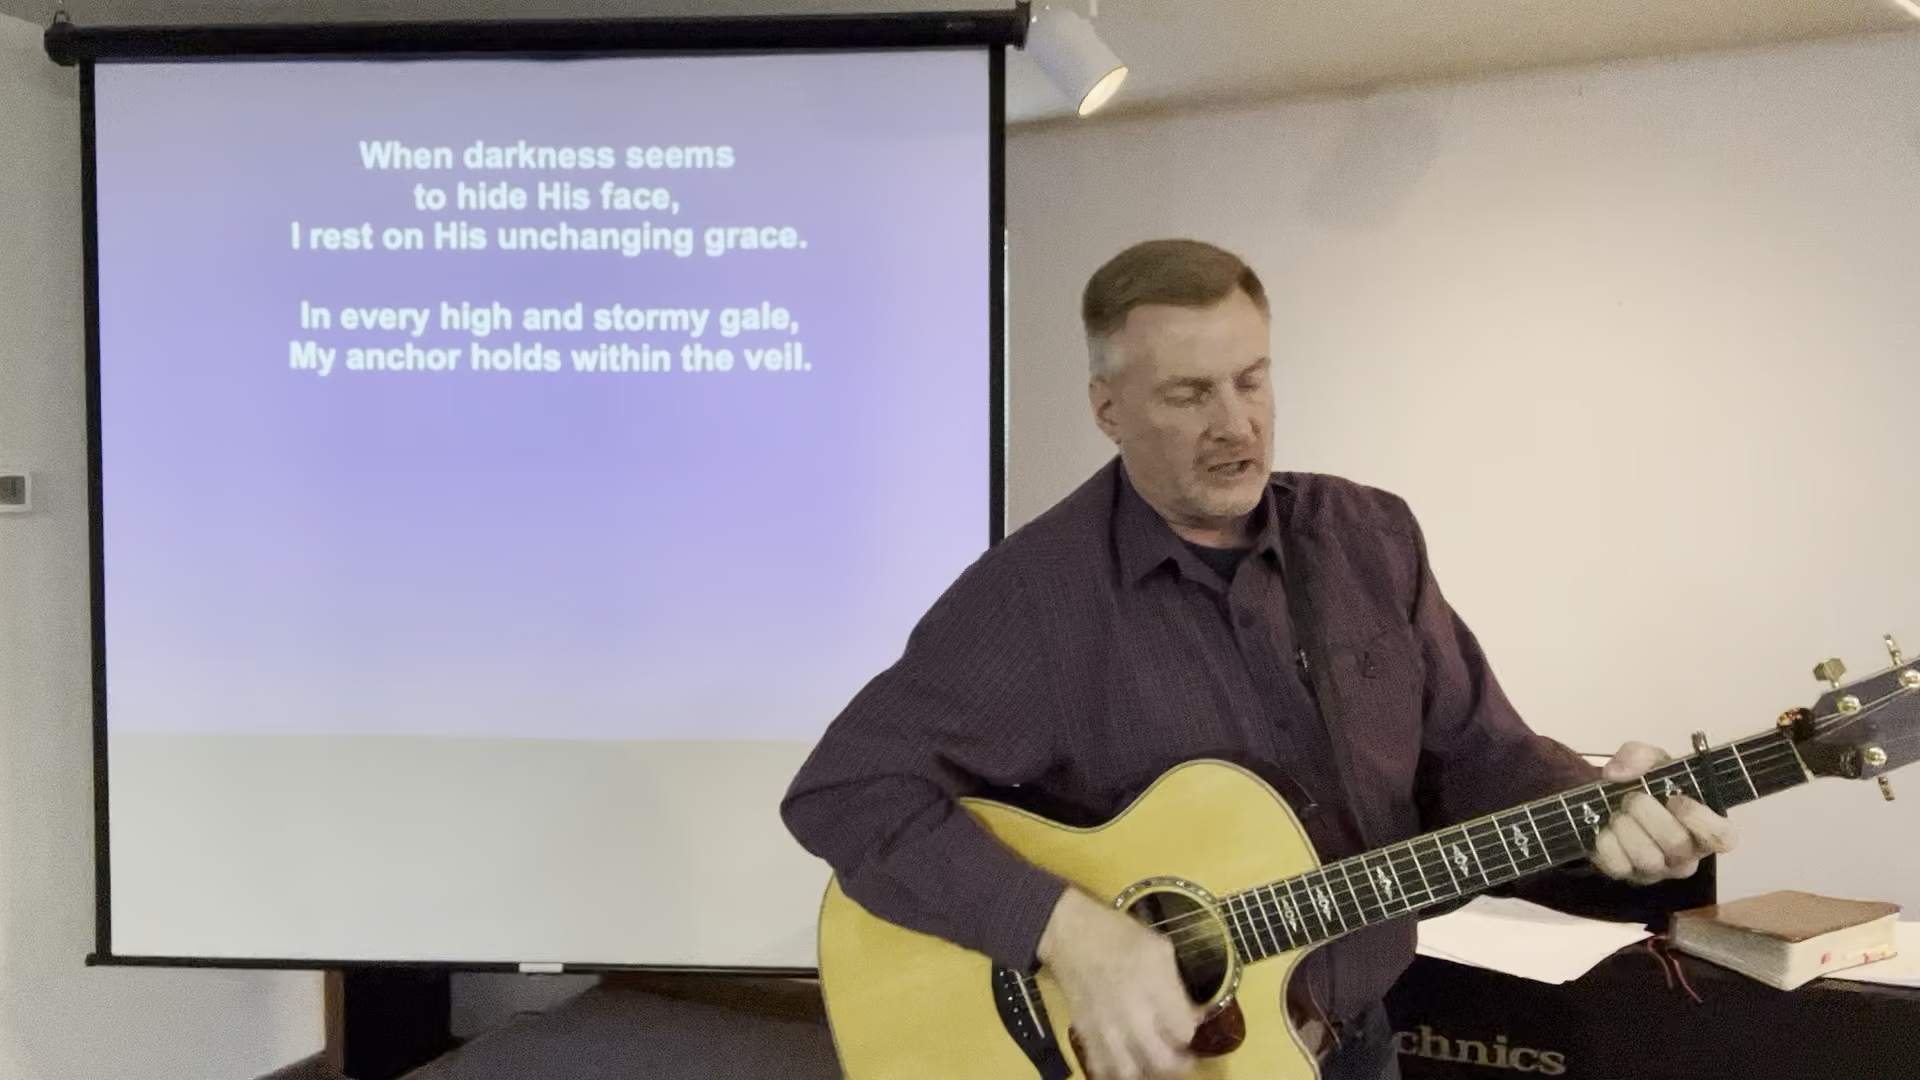 When darkness seems
to hide His face,
I rest on His unchanging grace.
In every high and stormy gale,
My anchor holds within the veil.
chnics